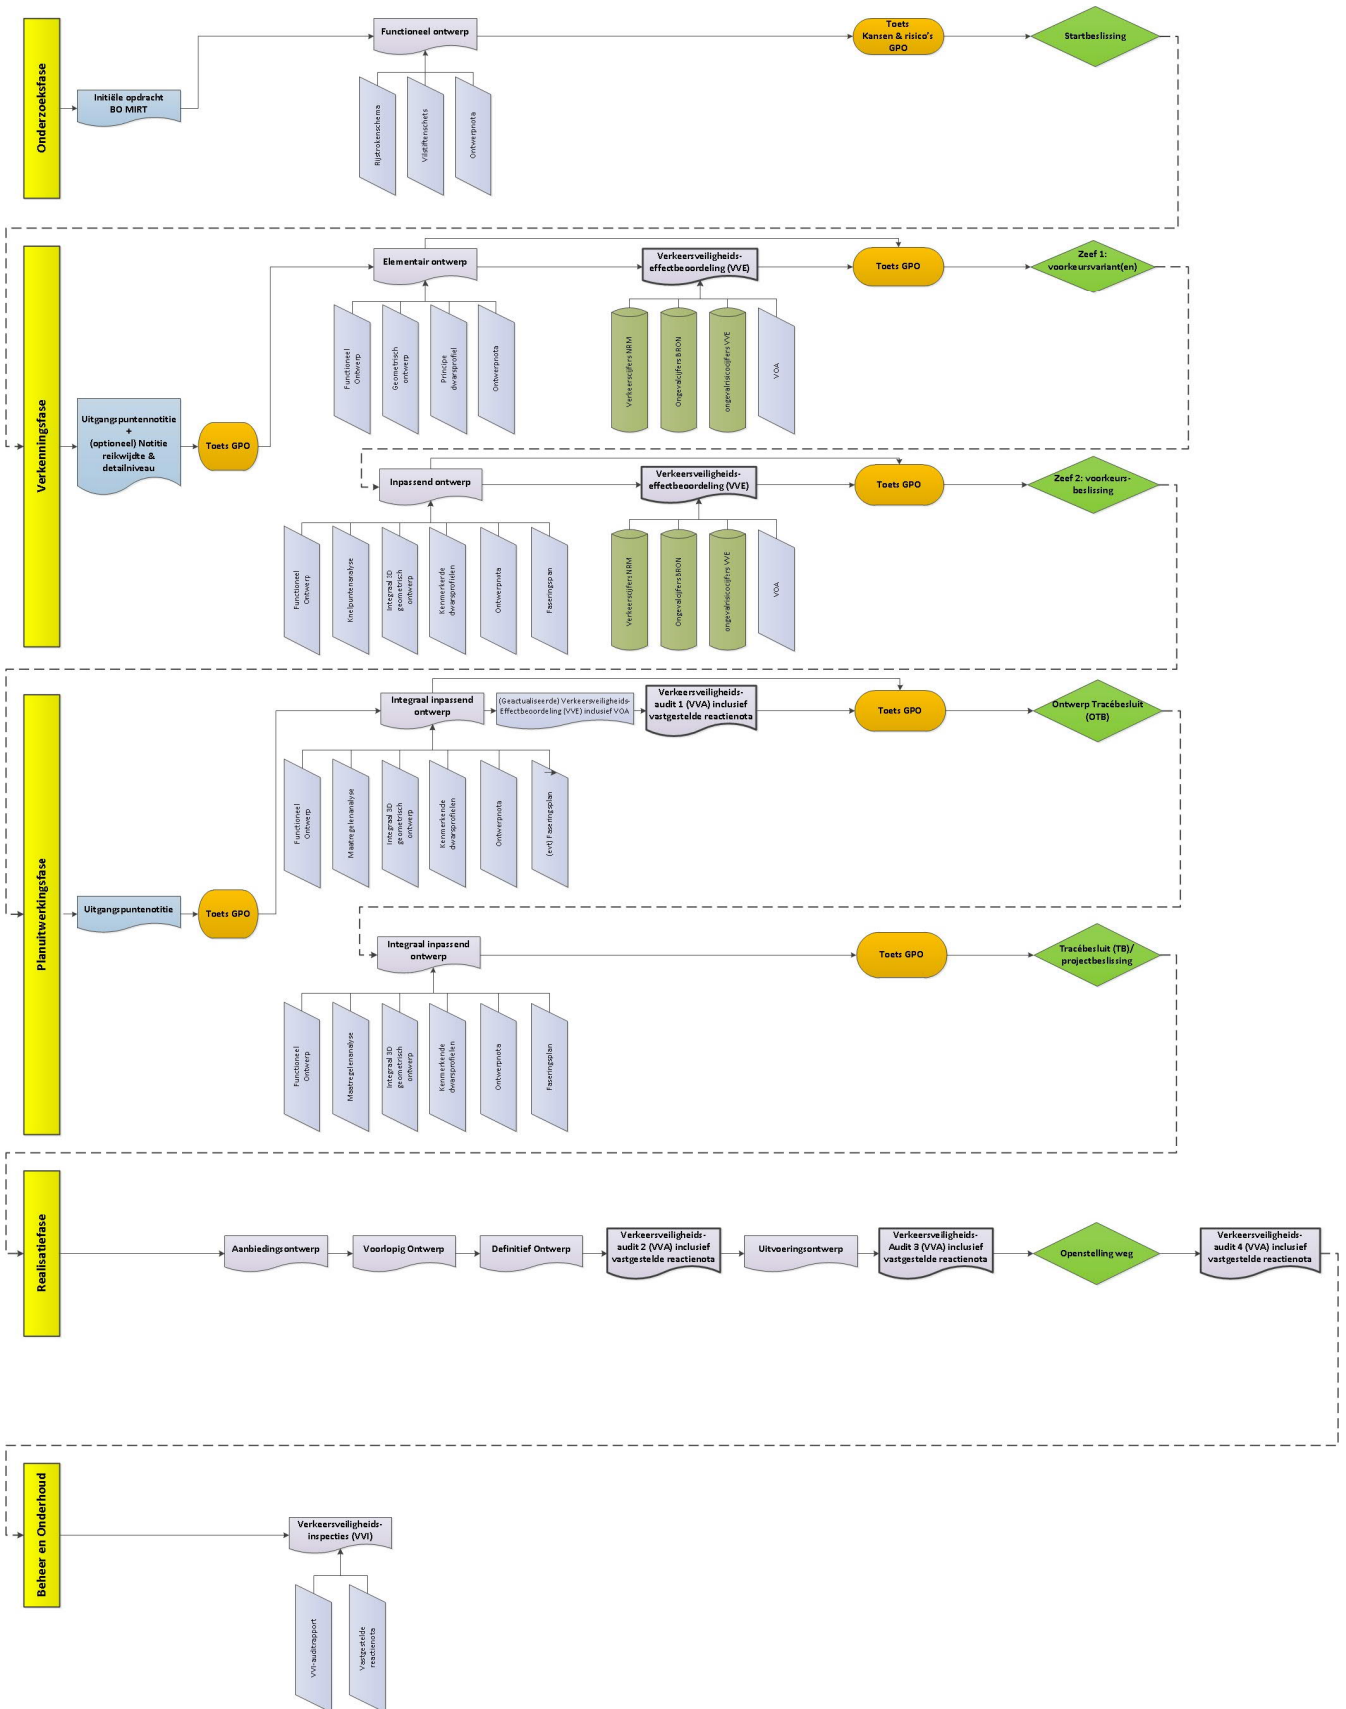 Onderzoeksfase
Initiële opdracht
BO MIRT
Functioneel ontwerp
Rijstrokenschema
Vilstiftenschets
Ontwerpnota
Toets
Kansen & risico's
GPO
Startbeslissing
Verkenningsfase
Uitgangspuntennotitie
+
(optioneel) Notitie
reikwijdte &
detailniveau
Toets GPO
Elementair ontwerp
Functioneel
Ontwerp
Geometrisch
ontwerp
Principe
dwarsprofiel
Ontwerpnota
Verkeersveiligheids-
effectbeoordeling (VVE)
Verkeerscijfers NRM
Ongevalcijfers BRON
ongevalrisicocijfers VVE
VOA
Toets GPO
Zeef 1:
voorkeursvariant(en)
Inpassend ontwerp
Functioneel
Ontwerp
Knelpuntenanalyse
Integraal 3D
geometrisch
ontwerp
Kenmerkende
dwarsprofielen
Ontwerpnota
Faseringspan
Verkeersveiligheids-
effectbeoordeling (VVE)
Verkeerscijfers NRM
Ongevalcijfers BRON
ongevalrisicocijfers VVE
VOA
Toets GPO
Zeef 2: voorkeurs-
beslissing
Planuitwerkingsfase
Uitgangspuntenotitie
Toets GPO
Integraal inpassend
ontwerp
Functioneel
Ontwerp
Maatregelenanalyse
Integraal 3D
geometrisch
ontwerp
Kenmerkende
dwarsprofielen
Ontwerpnota
(evt) Faseringsplan
(Geactualiseerde) Verkeersveiligheids-
Effectbeoordeling (VVE) inclusief VOA
Verkeersveiligheids-
audit 1 (VVA) inclusief
vastgestelde reactienota
Toets GPO
Ontwerp Tracébesluit
(OTB)
Integraal inpassend
ontwerp
Functioneel
Ontwerp
Maatregelenanalyse
Integraal 3D
geometrisch
ontwerp
Kenmerkende
dwarsprofielen
Ontwerpnota
Faseringsplan
Toets GPO
Tracébesluit (TB)/
projectbeslissing
Realisatiefase
Aanbiedingsontwerp
Voorlopig Ontwerp
Definitief Ontwerp
Verkeersveiligheids-
audit 2 (VVA) inclusief
vastgestelde reactienota
Uitvoeringsontwerp
Verkeersveiligheids-
Audit 3 (VVA) inclusief
vastgestelde reactienota
Openstelling weg
Verkeersveiligheids-
audit 4 (VVA) inclusief
vastgestelde reactienota
Beheer en Onderhoud
Verkeersveiligheids-
inspecties (VVI)
VVI-auditrapport
Vastgestelde
reactienota